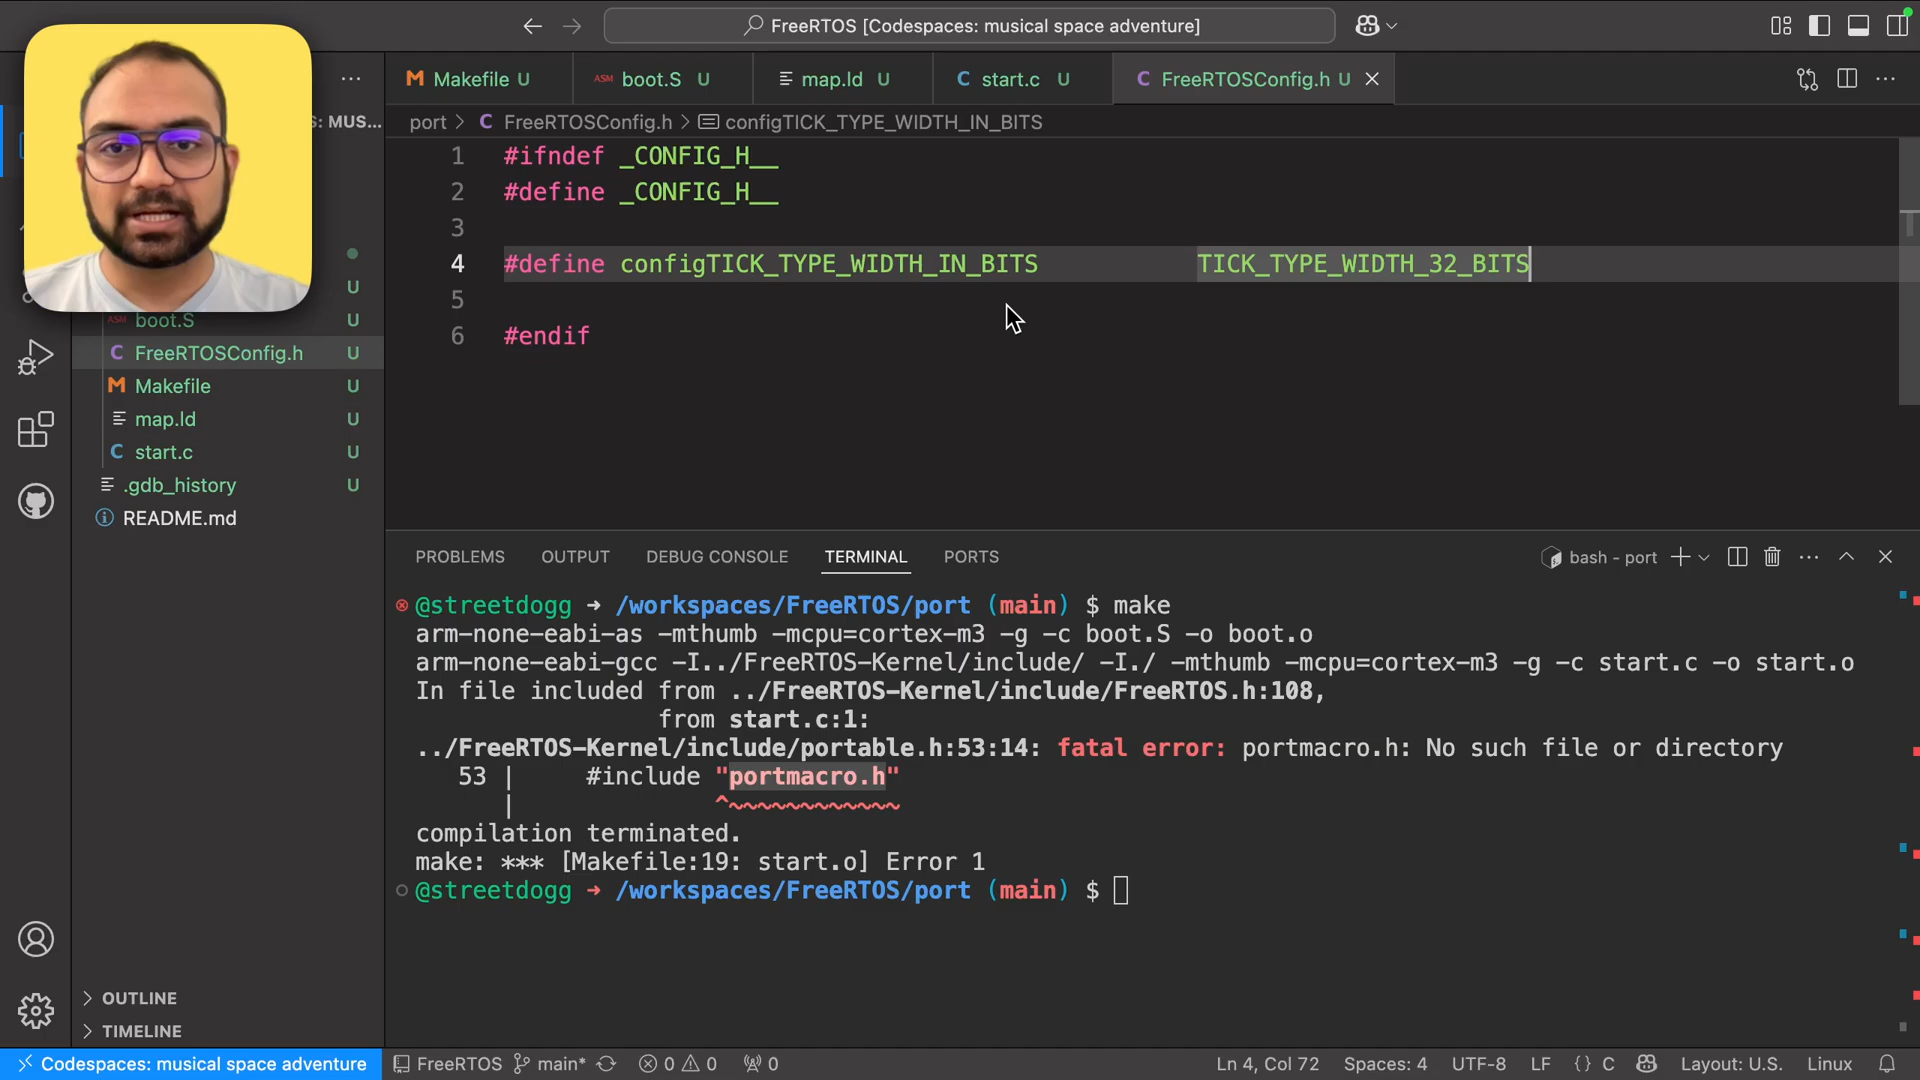 FreeRTOS [Codespaces: musical space adventure]
Makefile U
ASM boot.S U
map.ld U
C start.c U
C FreeRTOSConfig.h U
: MUS...
port > C FreeRTOSConfig.h > configTICK_TYPE_WIDTH_IN_BITS
1 #ifndef _CONFIG_H__
2 #define _CONFIG_H__
3
4 #define configTICK_TYPE_WIDTH_IN_BITS TICK_TYPE_WIDTH_32_BITS
5
6 #endif
U
ASM boot.S U
C FreeRTOSConfig.h U
Makefile U
map.ld U
C start.c U
.gdb_history U
README.md
OUTLINE
TIMELINE
PROBLEMS OUTPUT DEBUG CONSOLE TERMINAL PORTS
bash - port
@streetdogg → /workspaces/FreeRTOS/port (main) $ make
arm-none-eabi-as -mthumb -mcpu=cortex-m3 -g -c boot.S -o boot.o
arm-none-eabi-gcc -I../FreeRTOS-Kernel/include/ -I./ -mthumb -mcpu=cortex-m3 -g -c start.c -o start.o
In file included from ../FreeRTOS-Kernel/include/FreeRTOS.h:108,
from start.c:1:
../FreeRTOS-Kernel/include/portable.h:53:14: fatal error: portmacro.h: No such file or directory
53 | #include "portmacro.h"
| ^~~~~~~~~~~~~
compilation terminated.
make: *** [Makefile:19: start.o] Error 1
@streetdogg → /workspaces/FreeRTOS/port (main) $
Codespaces: musical space adventure FreeRTOS main* 0 0 0 Ln 4, Col 72 Spaces: 4 UTF-8 LF {} C Layout: U.S. Linux